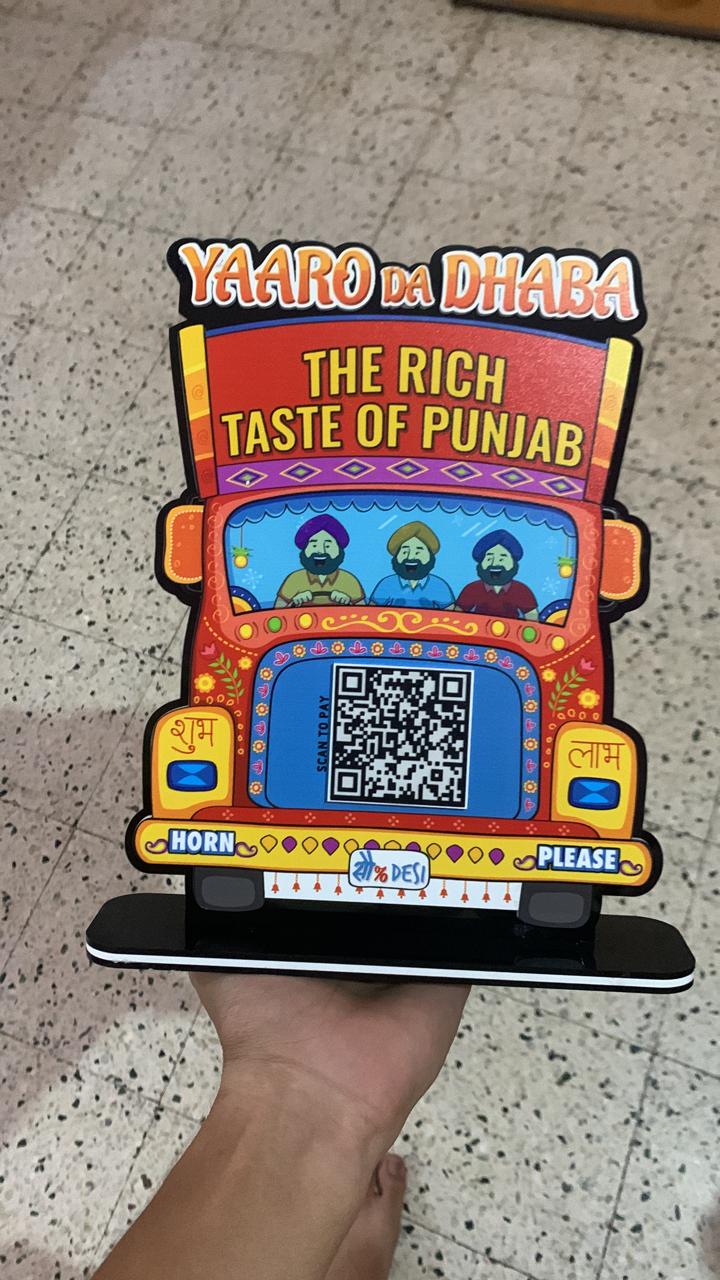 YAARO DA DHABA
THE RICH
TASTE OF PUNJAB
SCAN TO PAY
शुभ
लाभ
HORN
सौ% DESI
PLEASE